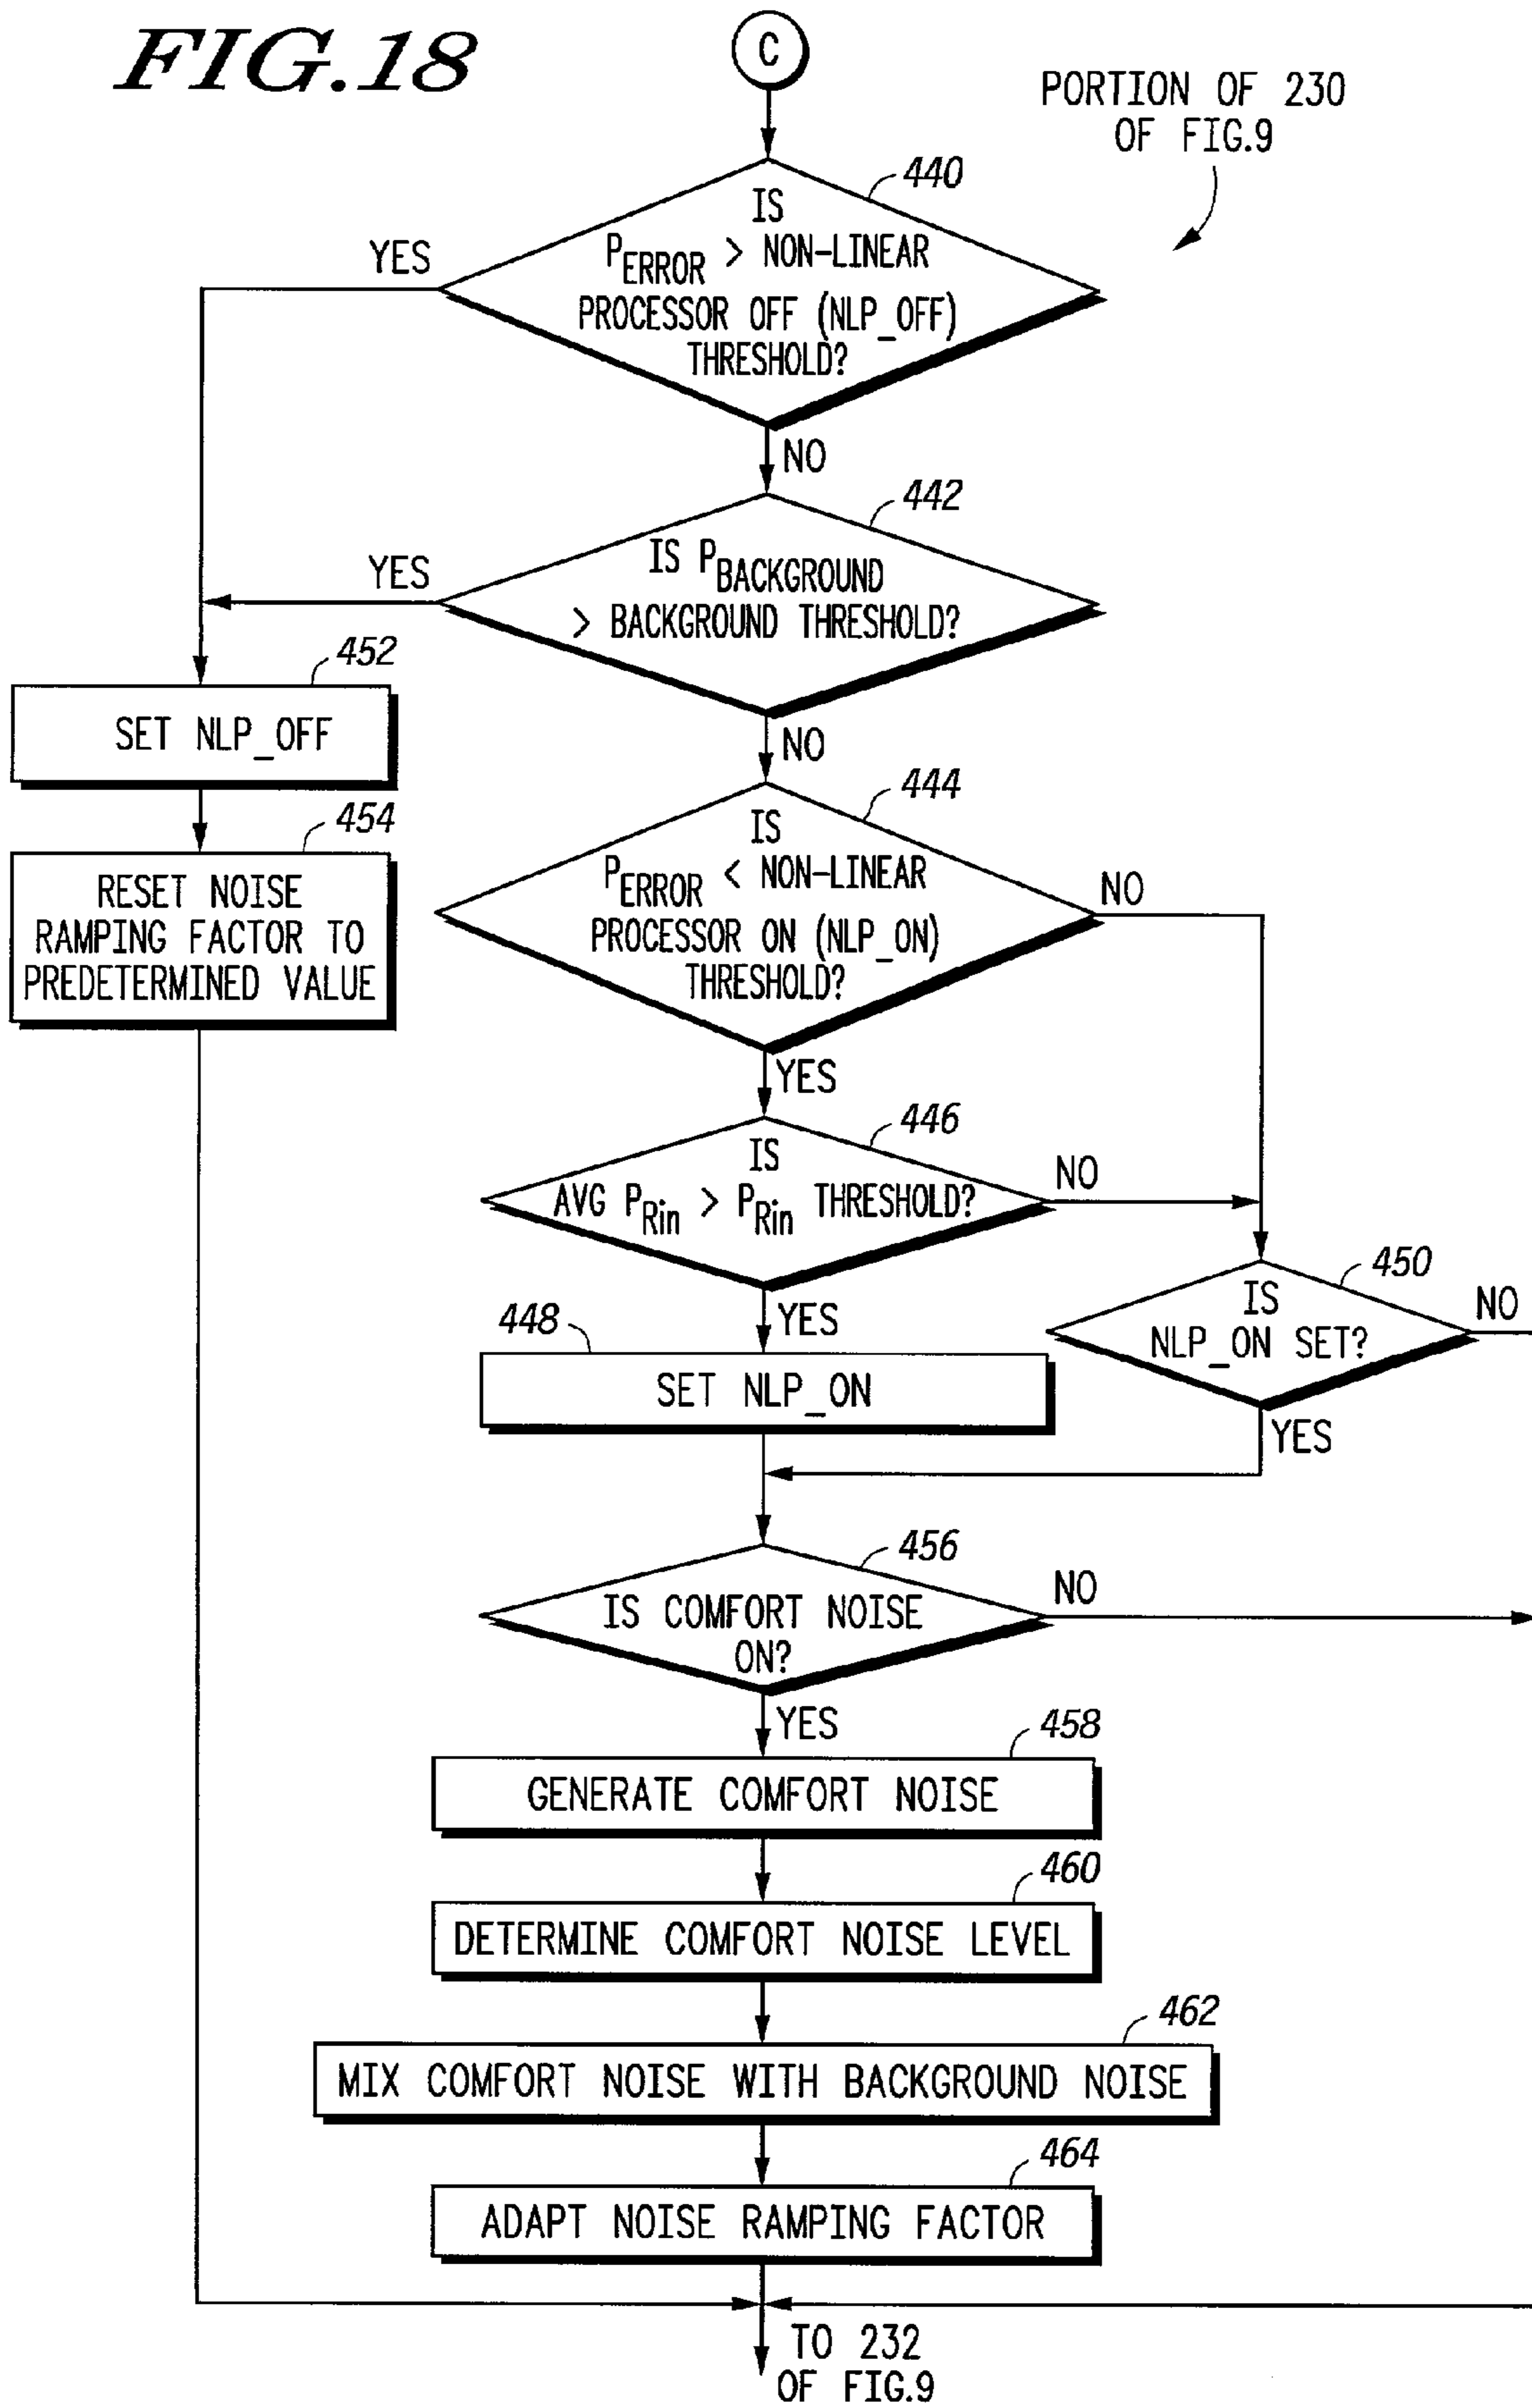 FIG.18
C
PORTION OF 230
OF FIG.9
440
IS
PERROR > NON-LINEAR
PROCESSOR OFF (NLP_OFF)
THRESHOLD?
YES
NO
442
IS PBACKGROUND
> BACKGROUND THRESHOLD?
YES
NO
452
SET NLP_OFF
454
RESET NOISE
RAMPING FACTOR TO
PREDETERMINED VALUE
444
IS
PERROR < NON-LINEAR
PROCESSOR ON (NLP_ON)
THRESHOLD?
NO
YES
446
IS
AVG PRin > PRin THRESHOLD?
NO
YES
450
IS
NLP_ON SET?
NO
YES
448
SET NLP_ON
456
IS COMFORT NOISE
ON?
NO
YES
458
GENERATE COMFORT NOISE
460
DETERMINE COMFORT NOISE LEVEL
462
MIX COMFORT NOISE WITH BACKGROUND NOISE
464
ADAPT NOISE RAMPING FACTOR
TO 232
OF FIG.9